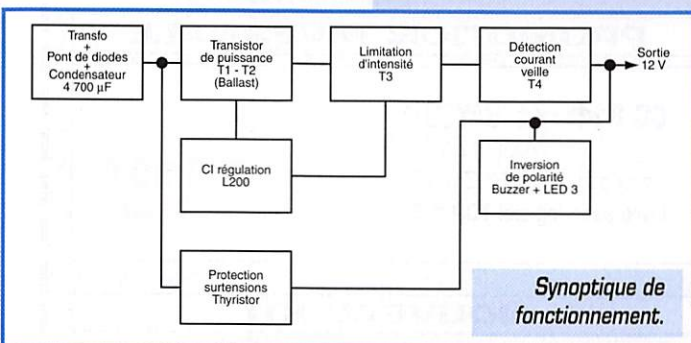 Transfo
+
Pont de diodes
+
Condensateur
4 700 µF
Transistor
de puissance
T1 - T2
(Ballast)
Limitation
d'intensité
T3
Détection
courant
veille
T4
Sortie
12 V
CI régulation
L200
Inversion
de polarité
Buzzer + LED 3
Protection
surtensions
Thyristor
Synoptique de
fonctionnement.